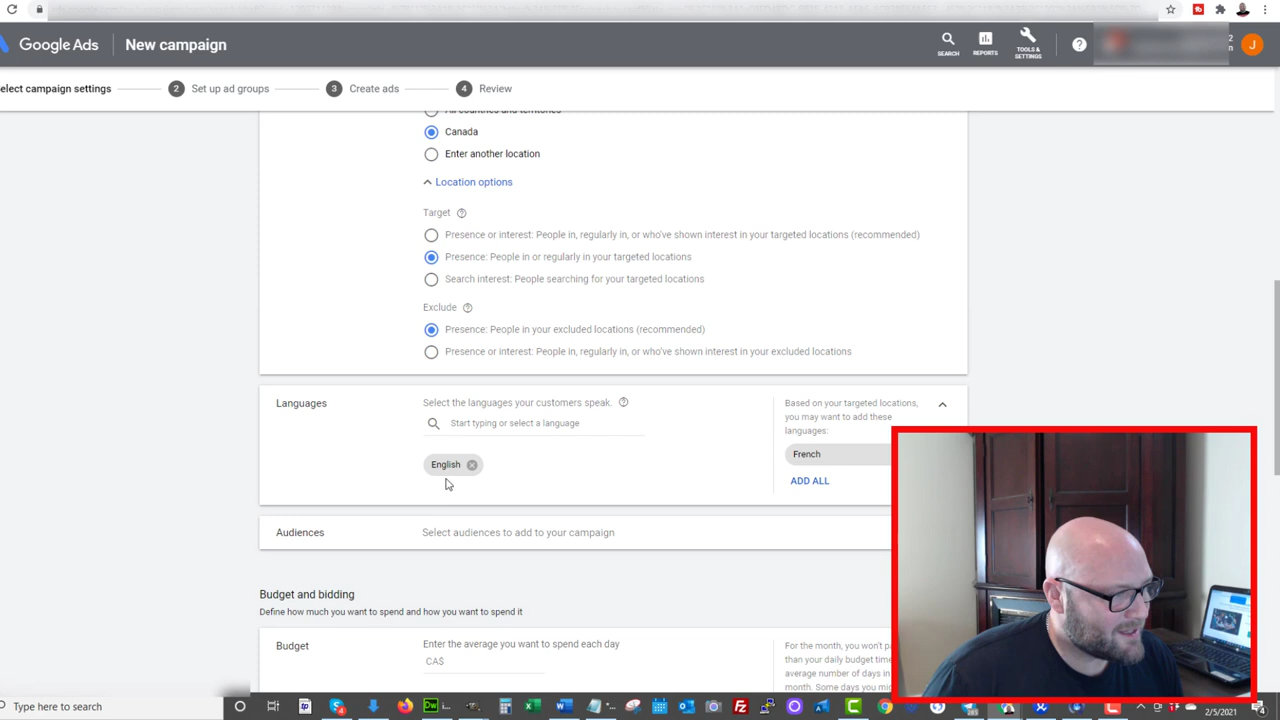 Google Ads
New campaign
SEARCH
REPORTS
TOOLS &
SETTINGS
?
J
elect campaign settings
2 Set up ad groups
3 Create ads
4 Review
Canada
Enter another location
Location options
Target
Presence or interest: People in, regularly in, or who've shown interest in your targeted locations (recommended)
Presence: People in or regularly in your targeted locations
Search interest: People searching for your targeted locations
Exclude
Presence: People in your excluded locations (recommended)
Presence or interest: People in, regularly in, or who've shown interest in your excluded locations
Languages
Select the languages your customers speak.
Start typing or select a language
English
Based on your targeted locations,
you may want to add these
languages:
French
ADD ALL
Audiences
Select audiences to add to your campaign
Budget and bidding
Define how much you want to spend and how you want to spend it
Budget
Enter the average you want to spend each day
CA$
For the month, you won't p
than your daily budget time
average number of days in
month. Some days you mi
Type here to search
2/5/2021